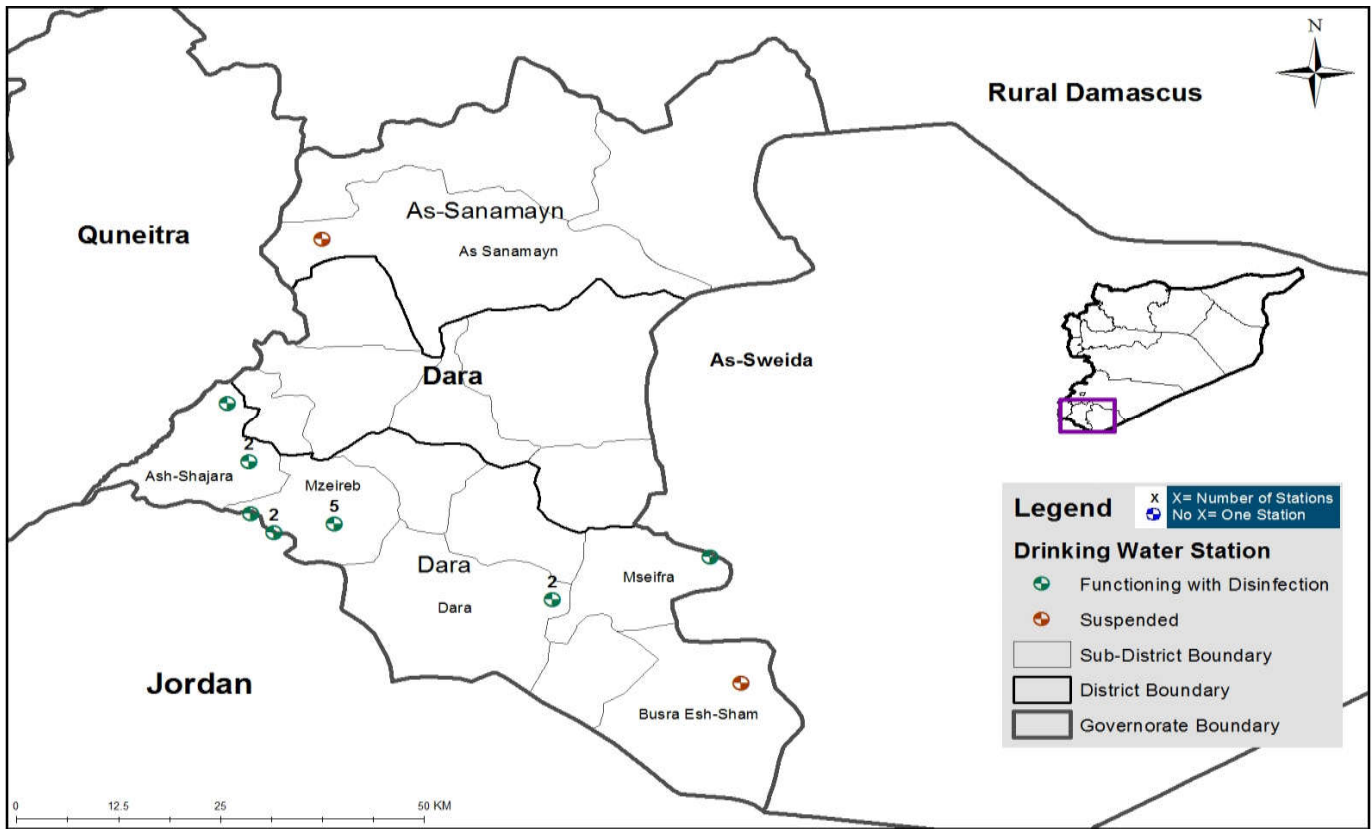 N
Rural Damascus
As-Sanamayn
Quneitra
As Sanamayn
As-Sweida
Dara
2
Ash-Shajara
Mzeireb
5
2
Dara
2
Mseifra
Dara
Jordan
Busra Esh-Sham
0 12.5 25 50 KM
Legend
X X= Number of Stations
No X= One Station
Drinking Water Station
Functioning with Disinfection
Suspended
Sub-District Boundary
District Boundary
Governorate Boundary